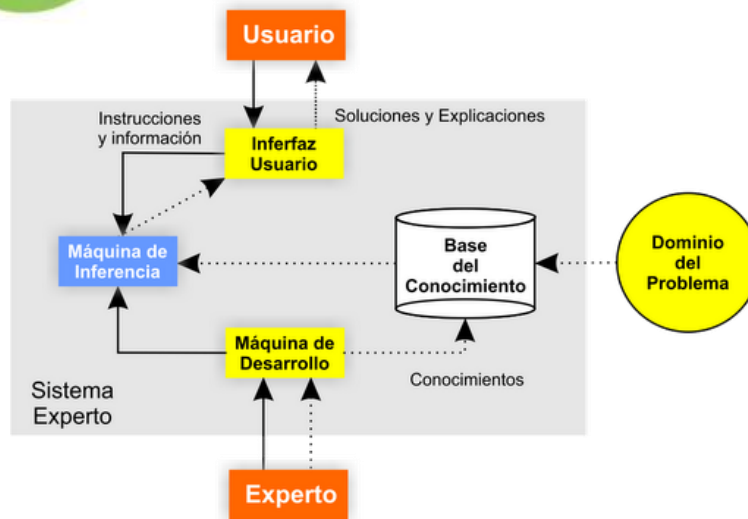 Usuario
Instrucciones
y información
Soluciones y Explicaciones
Inferfaz
Usuario
Máquina de
Inferencia
Base
del
Conocimiento
Dominio
del
Problema
Máquina de
Desarrollo
Conocimientos
Sistema
Experto
Experto